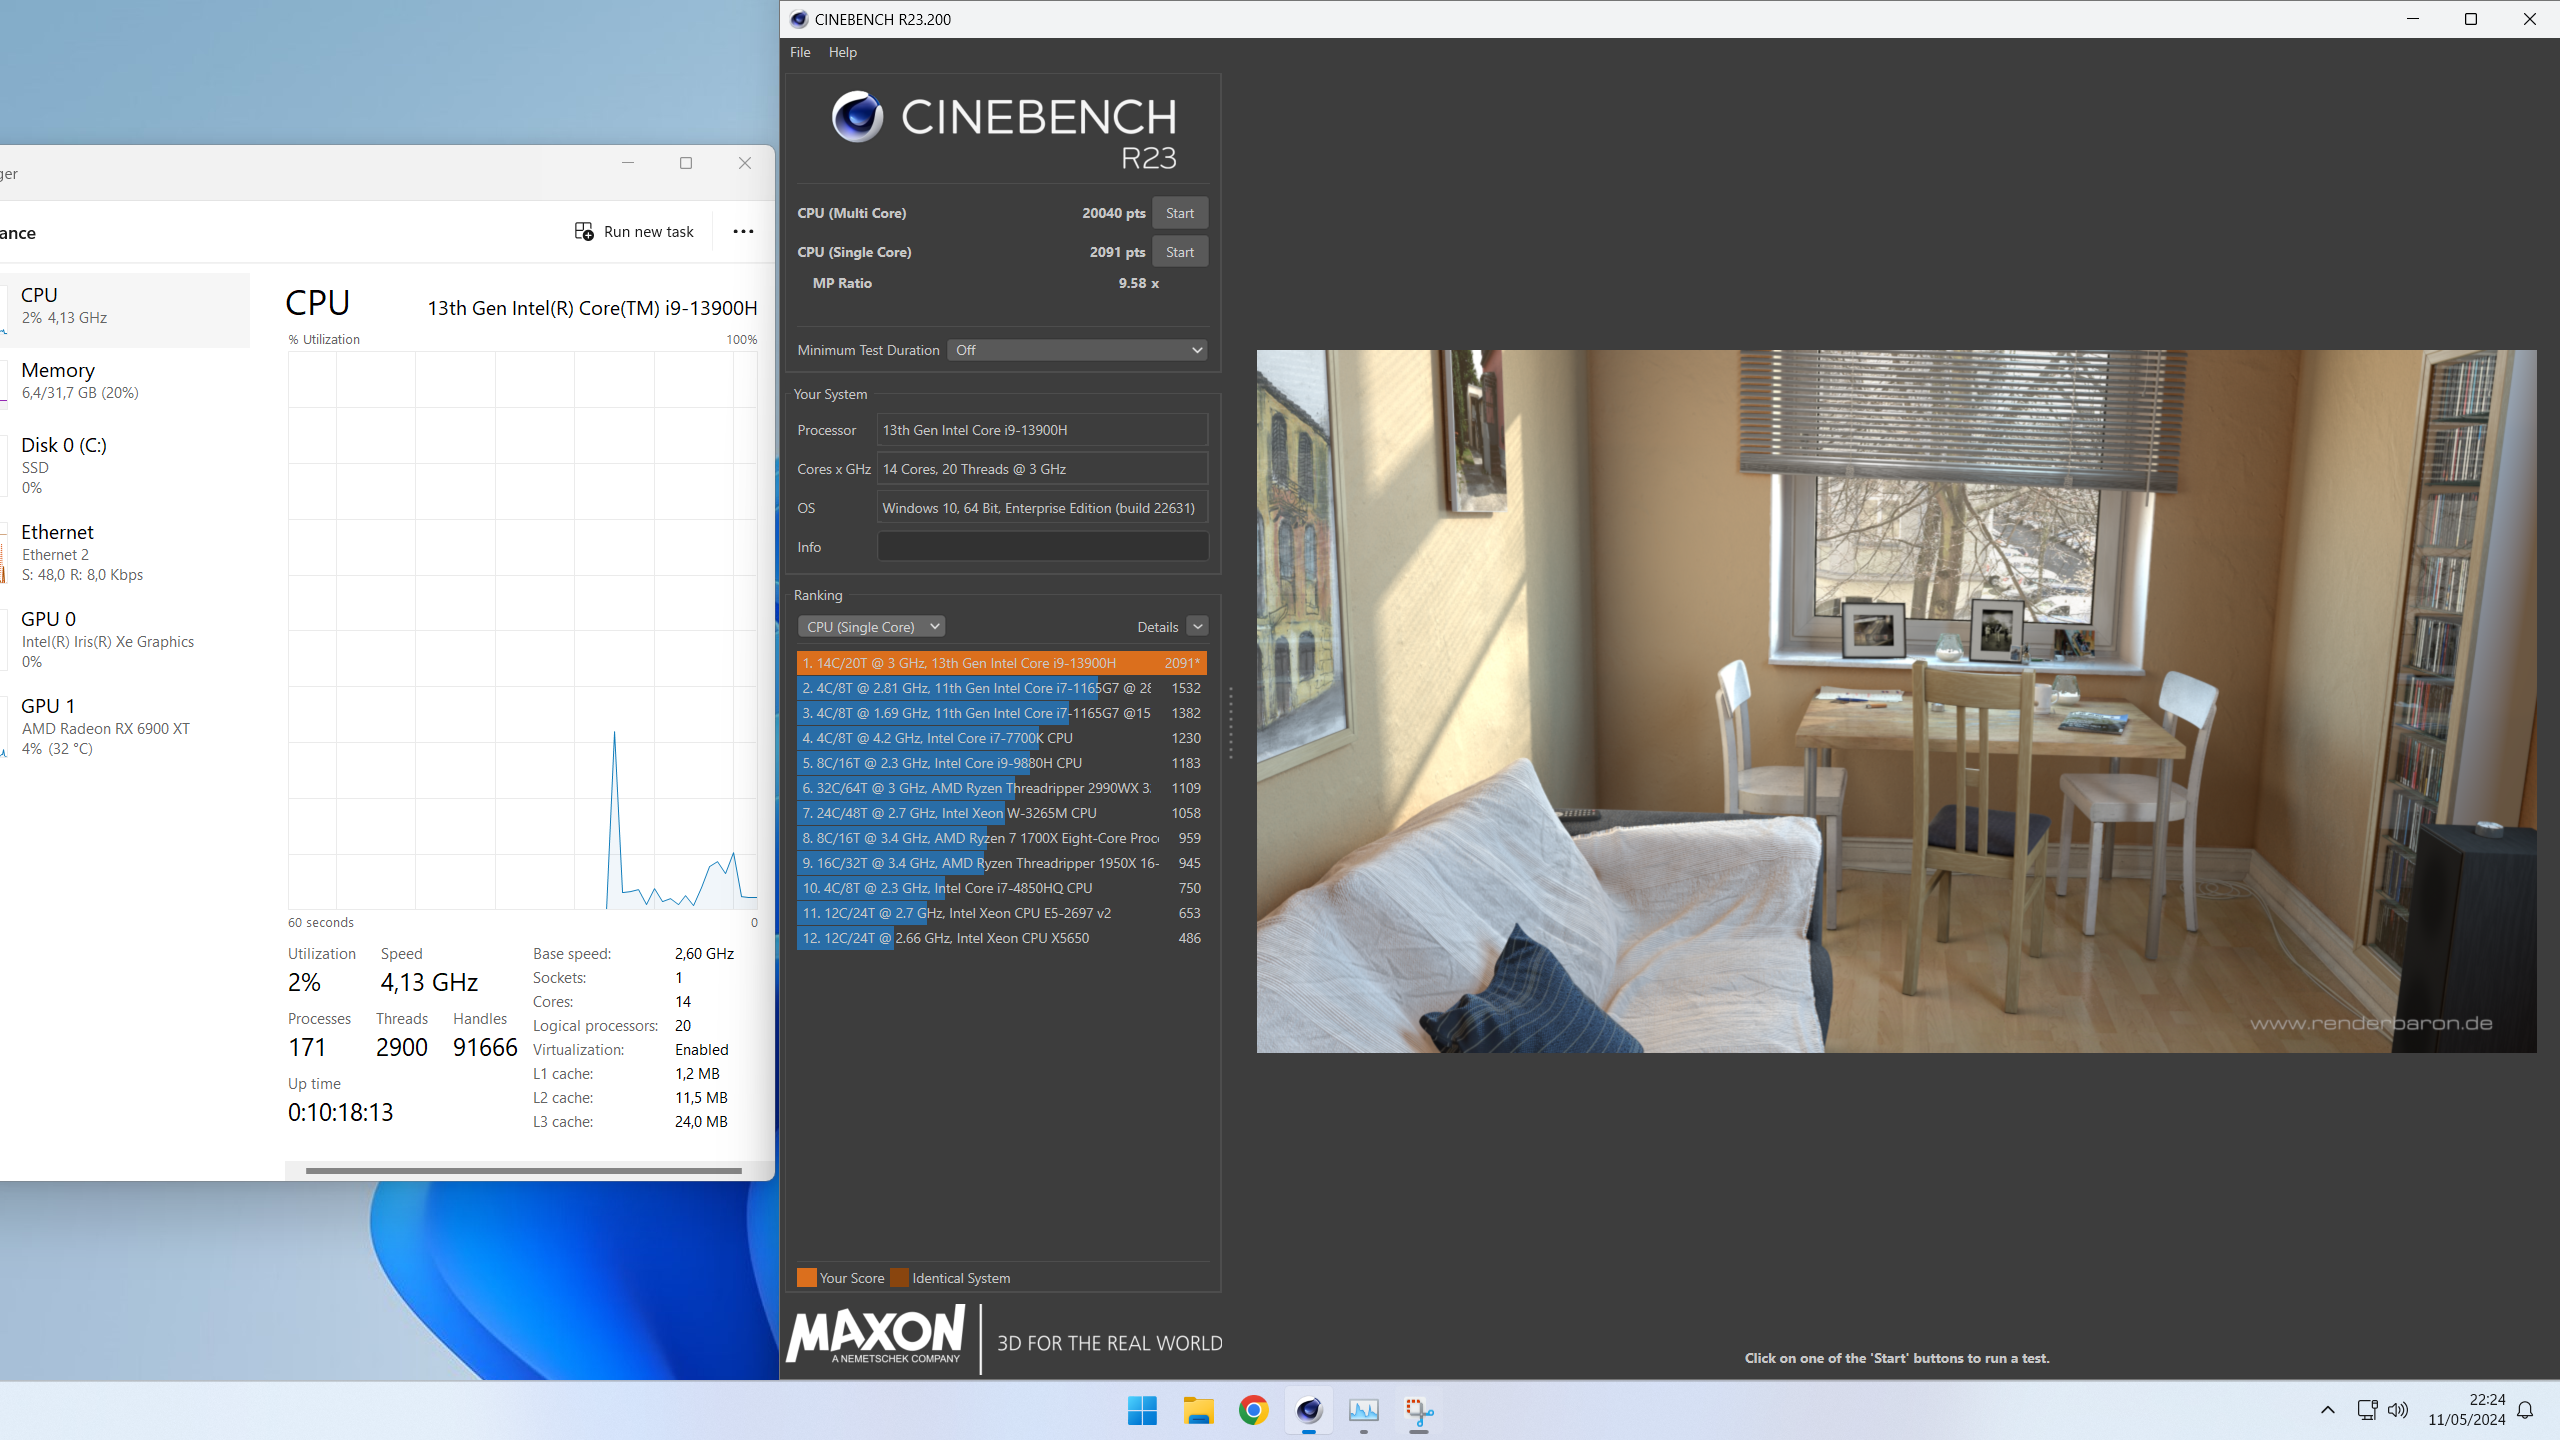 ger
ance
Run new task
CPU
2% 4,13 GHz
Memory
6,4/31,7 GB (20%)
Disk 0 (C:)
SSD
0%
Ethernet
Ethernet 2
S: 48,0 R: 8,0 Kbps
GPU 0
Intel(R) Iris(R) Xe Graphics
0%
GPU 1
AMD Radeon RX 6900 XT
4% (32 °C)
CPU
13th Gen Intel(R) Core(TM) i9-13900H
% Utilization
100%
60 seconds
0
Utilization
2%
Speed
4,13 GHz
Processes
171
Threads
2900
Handles
91666
Up time
0:10:18:13
Base speed: 2,60 GHz
Sockets: 1
Cores: 14
Logical processors: 20
Virtualization: Enabled
L1 cache: 1,2 MB
L2 cache: 11,5 MB
L3 cache: 24,0 MB
CINEBENCH R23.200
File Help
CINEBENCH
R23
CPU (Multi Core) 20040 pts Start
CPU (Single Core) 2091 pts Start
MP Ratio 9.58 x
Minimum Test Duration Off
Your System
Processor 13th Gen Intel Core i9-13900H
Cores x GHz 14 Cores, 20 Threads @ 3 GHz
OS Windows 10, 64 Bit, Enterprise Edition (build 22631)
Info
Ranking
CPU (Single Core) Details
1. 14C/20T @ 3 GHz, 13th Gen Intel Core i9-13900H 2091*
2. 4C/8T @ 2.81 GHz, 11th Gen Intel Core i7-1165G7 @ 28 1532
3. 4C/8T @ 1.69 GHz, 11th Gen Intel Core i7-1165G7 @15 1382
4. 4C/8T @ 4.2 GHz, Intel Core i7-7700K CPU 1230
5. 8C/16T @ 2.3 GHz, Intel Core i9-9880H CPU 1183
6. 32C/64T @ 3 GHz, AMD Ryzen Threadripper 2990WX 3. 1109
7. 24C/48T @ 2.7 GHz, Intel Xeon W-3265M CPU 1058
8. 8C/16T @ 3.4 GHz, AMD Ryzen 7 1700X Eight-Core Proc 959
9. 16C/32T @ 3.4 GHz, AMD Ryzen Threadripper 1950X 16- 945
10. 4C/8T @ 2.3 GHz, Intel Core i7-4850HQ CPU 750
11. 12C/24T @ 2.7 GHz, Intel Xeon CPU E5-2697 v2 653
12. 12C/24T @ 2.66 GHz, Intel Xeon CPU X5650 486
Your Score Identical System
MAXON
A NEMETSCHEK COMPANY
3D FOR THE REAL WORLD
www.renderbaron.de
Click on one of the 'Start' buttons to run a test.
22:24
11/05/2024